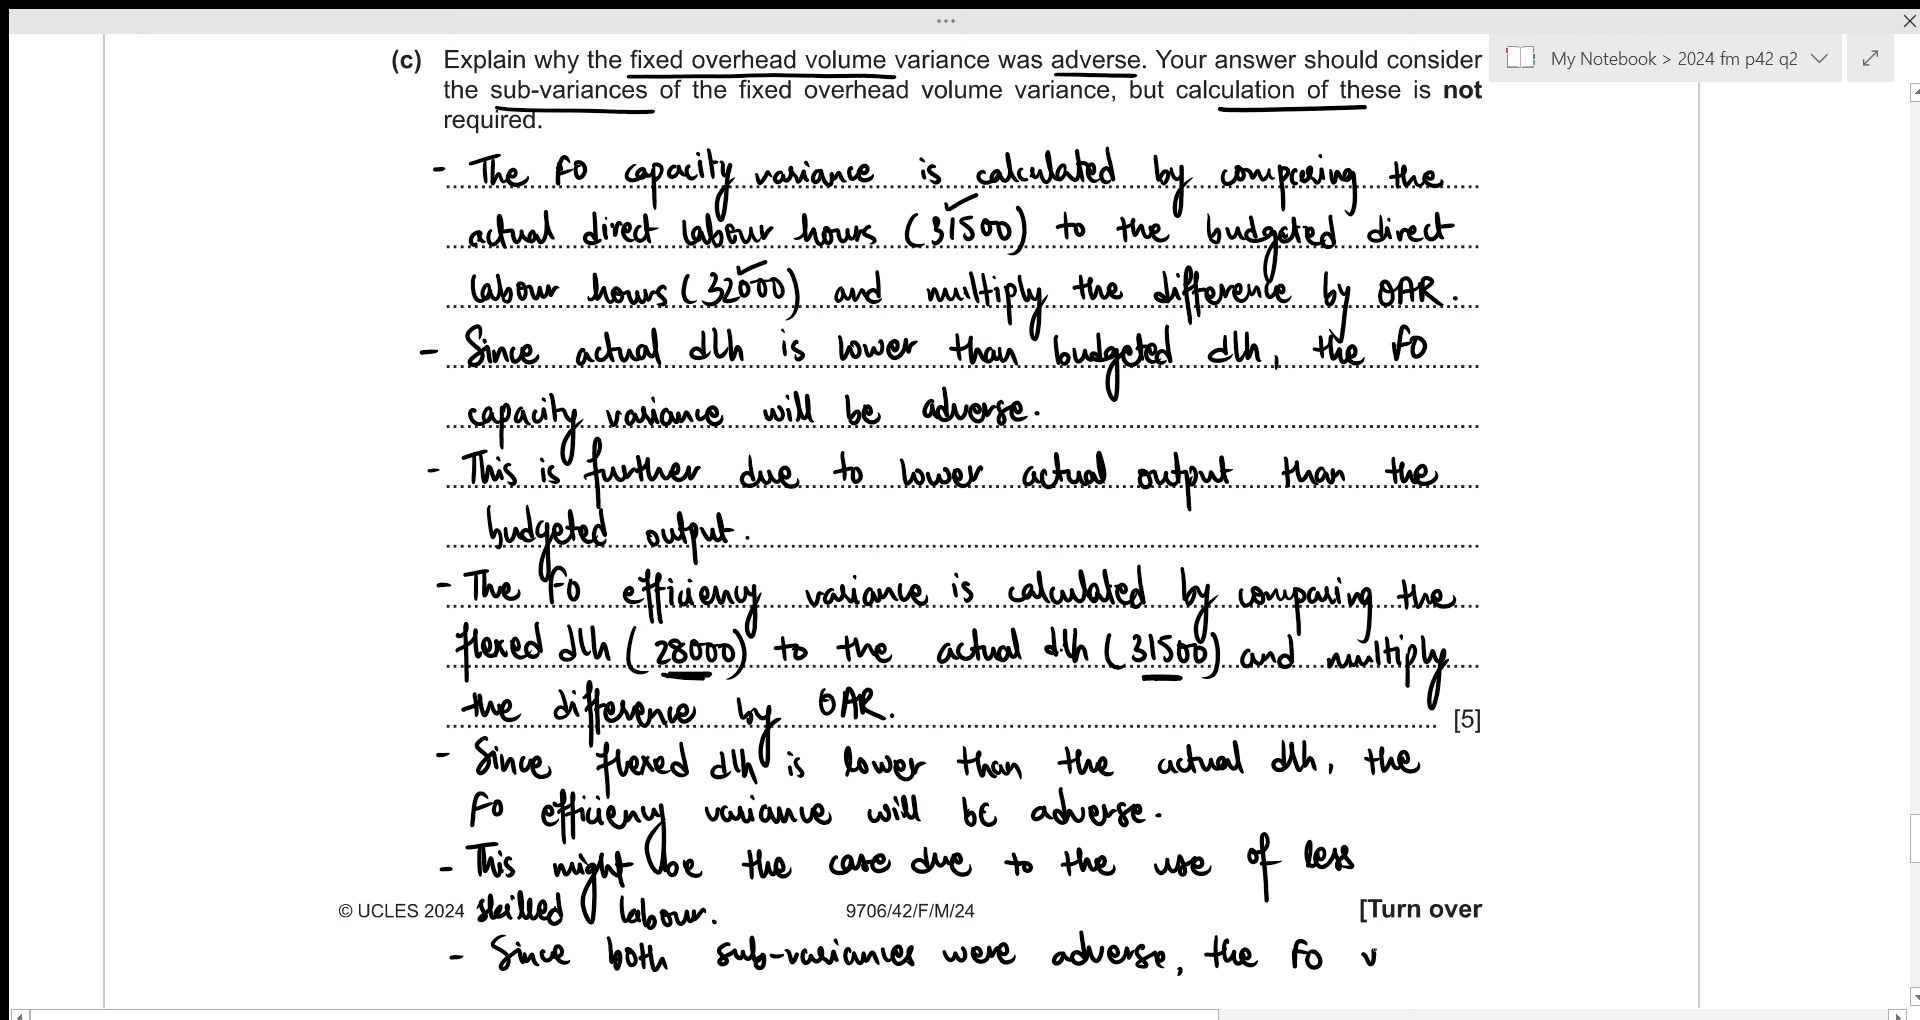 ...
My Notebook > 2024 fm p42 q2
(c) Explain why the fixed overhead volume variance was adverse. Your answer should consider
the sub-variances of the fixed overhead volume variance, but calculation of these is not
required.
- The FO capacity variance is calculated by comparing the
actual direct labour hours (31500) to the budgeted direct
labour hours (32000) and multiply the difference by OAR.
- Since actual dlh is lower than budgeted dlh, the FO
capacity variance will be adverse.
- This is further due to lower actual output than the
budgeted output.
- The FO efficiency variance is calculated by comparing the
flexed dlh (28000) to the actual dlh (31500) and multiply
the difference by OAR.
[5]
- Since flexed dlh is lower than the actual dlh, the
FO efficiency variance will be adverse.
- This might be the case due to the use of less
skilled labour.
© UCLES 2024 9706/42/F/M/24 [Turn over
- Since both sub-variances were adverse, the FO v